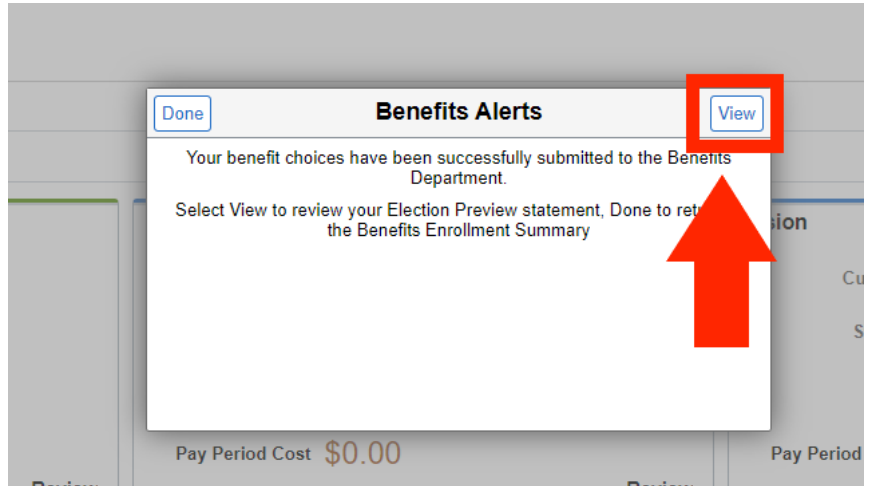 Done
Benefits Alerts
View
Your benefit choices have been successfully submitted to the Benefits
Department.
Select View to review your Election Preview statement, Done to
the Benefits Enrollment Summary
Pay Period Cost $0.00
Pay Period